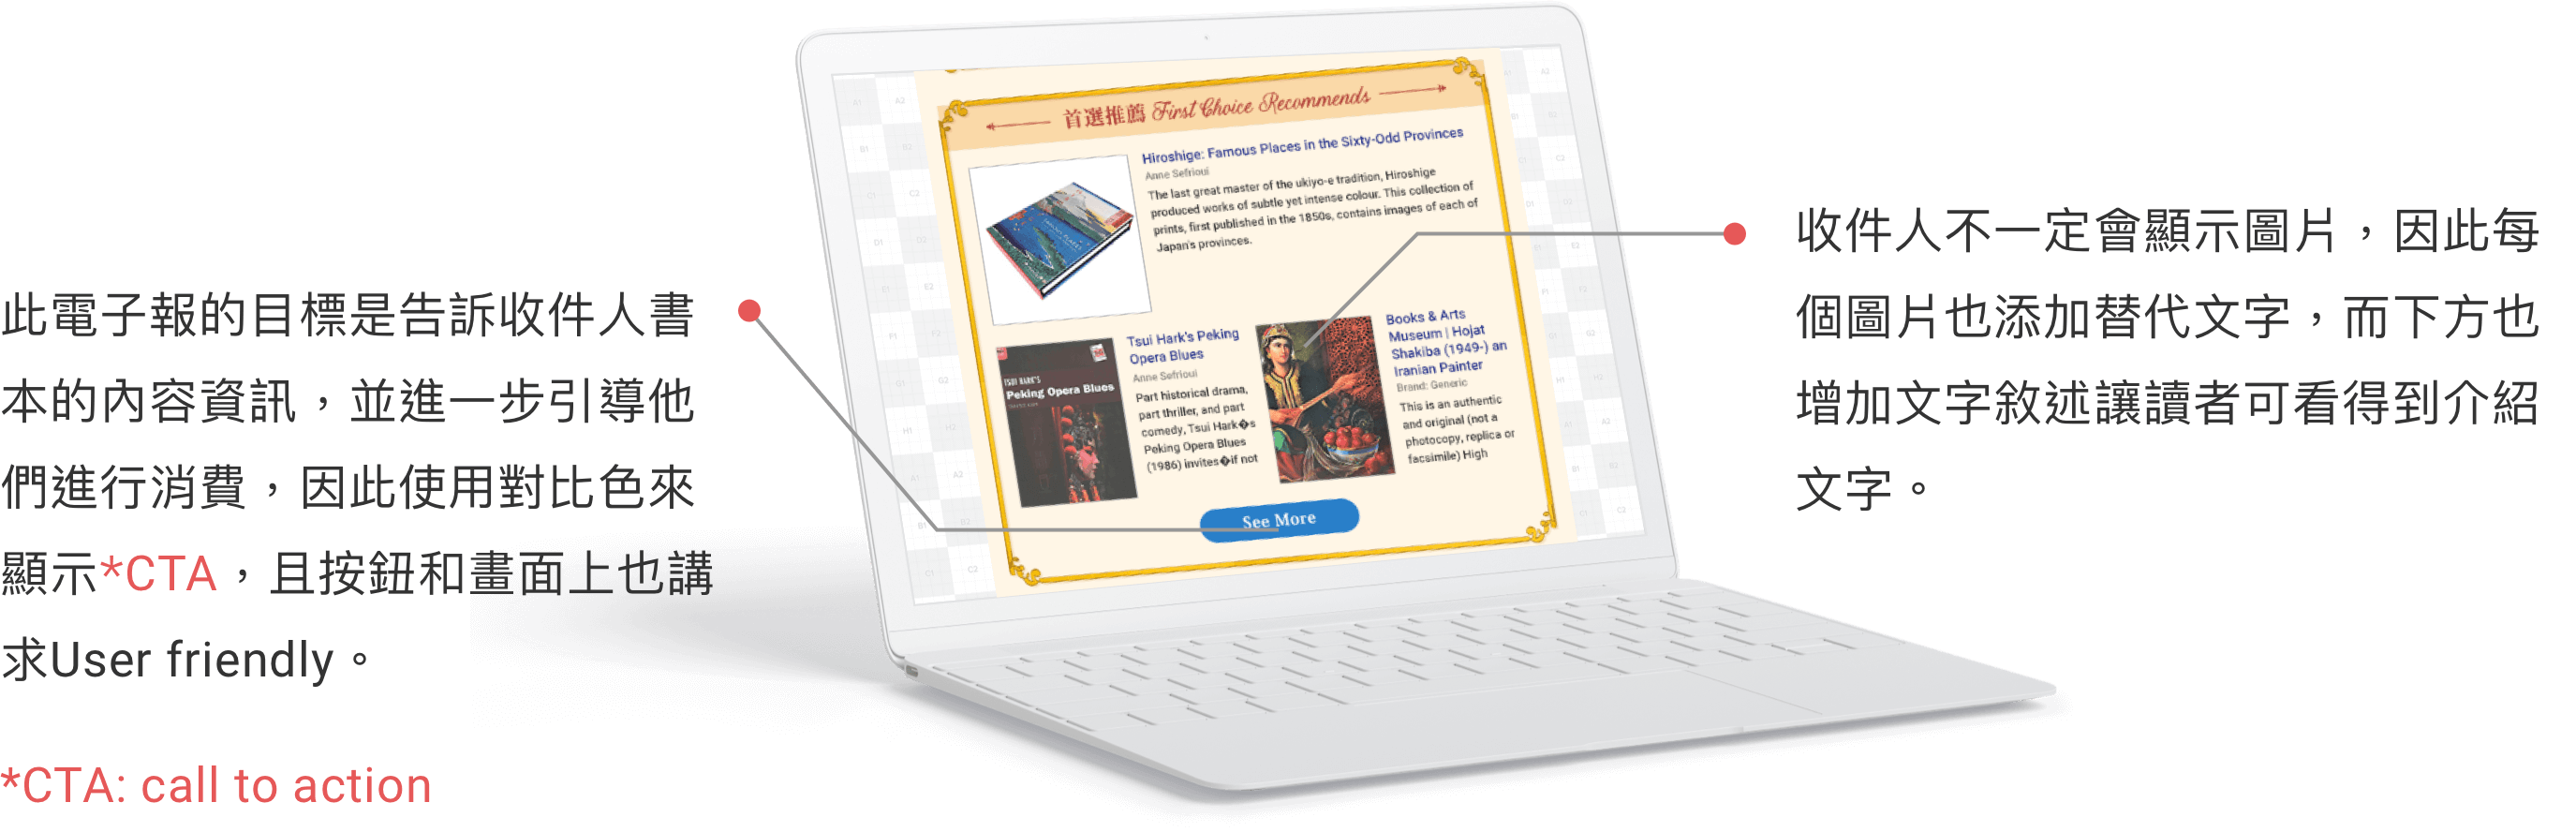 此電子報的目標是告訴收件人書
本的內容資訊，並進一步引導他
們進行消費，因此使用對比色來
顯示*CTA，且按鈕和畫面上也講
求User friendly。
*CTA: call to action
首選推薦 First Choice Recommends
Hiroshige: Famous Places in the Sixty-Odd Provinces
Anne Sefrioui
The last great master of the ukiyo-e tradition, Hiroshige
produced works of subtle yet intense colour. This collection of
prints, first published in the 1850s, contains images of each of
Japan's provinces.
TSUI HARK'S
Peking Opera Blues
Tsui Hark's Peking
Opera Blues
Anne Sefrioui
Part historical drama,
part thriller, and part
comedy, Tsui Hark�s
Peking Opera Blues
(1986) invites�if not
Books & Arts
Museum | Hojat
Shakiba (1949-) an
Iranian Painter
Brand: Generic
This is an authentic
and original (not a
photocopy, replica or
facsimile) High
See More
收件人不一定會顯示圖片，因此每
個圖片也添加替代文字，而下方也
增加文字敘述讓讀者可看得到介紹
文字。